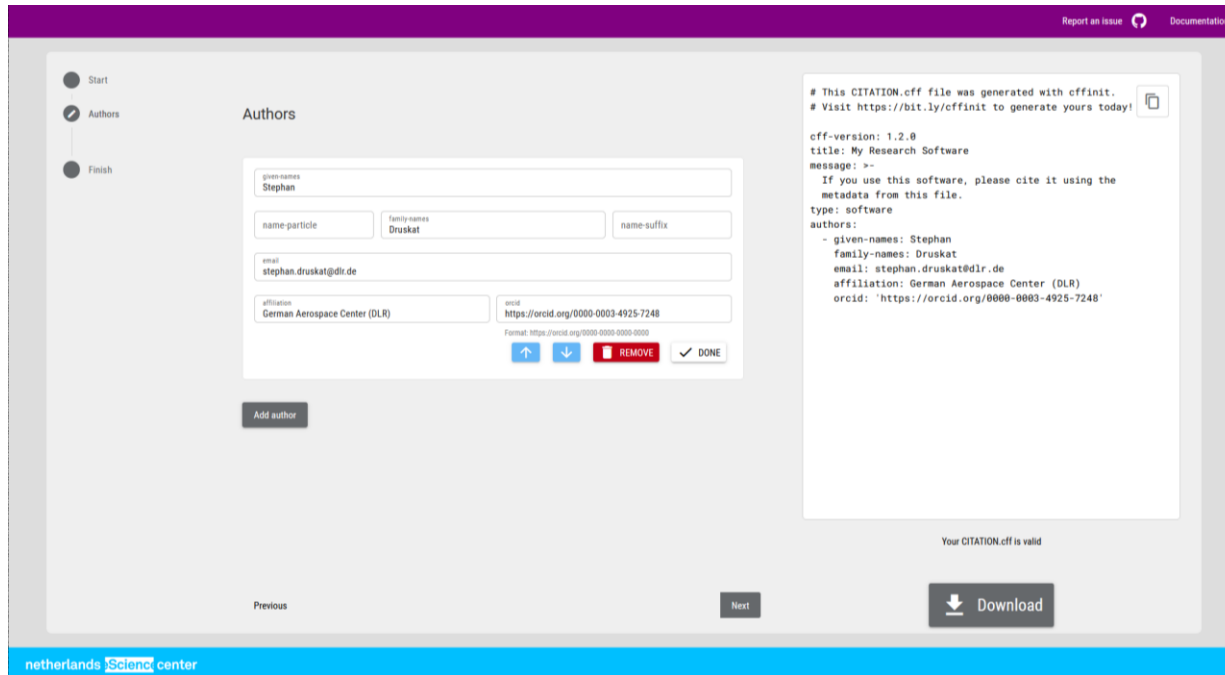 Report an issue
Documentatio
Start
Authors
Finish
Authors
given-names
Stephan
name-particle
family-names
Druskat
name-suffix
email
stephan.druskat@dlr.de
affiliation
German Aerospace Center (DLR)
orcid
https://orcid.org/0000-0003-4925-7248
Format: https://orcid.org/0000-0000-0000-0000
REMOVE
DONE
Add author
Previous
Next
# This CITATION.cff file was generated with cffinit.
# Visit https://bit.ly/cffinit to generate yours today!
cff-version: 1.2.0
title: My Research Software
message: >-
  If you use this software, please cite it using the
  metadata from this file.
type: software
authors:
  - given-names: Stephan
    family-names: Druskat
    email: stephan.druskat@dlr.de
    affiliation: German Aerospace Center (DLR)
    orcid: 'https://orcid.org/0000-0003-4925-7248'
Your CITATION.cff is valid
Download
netherlands eScience center